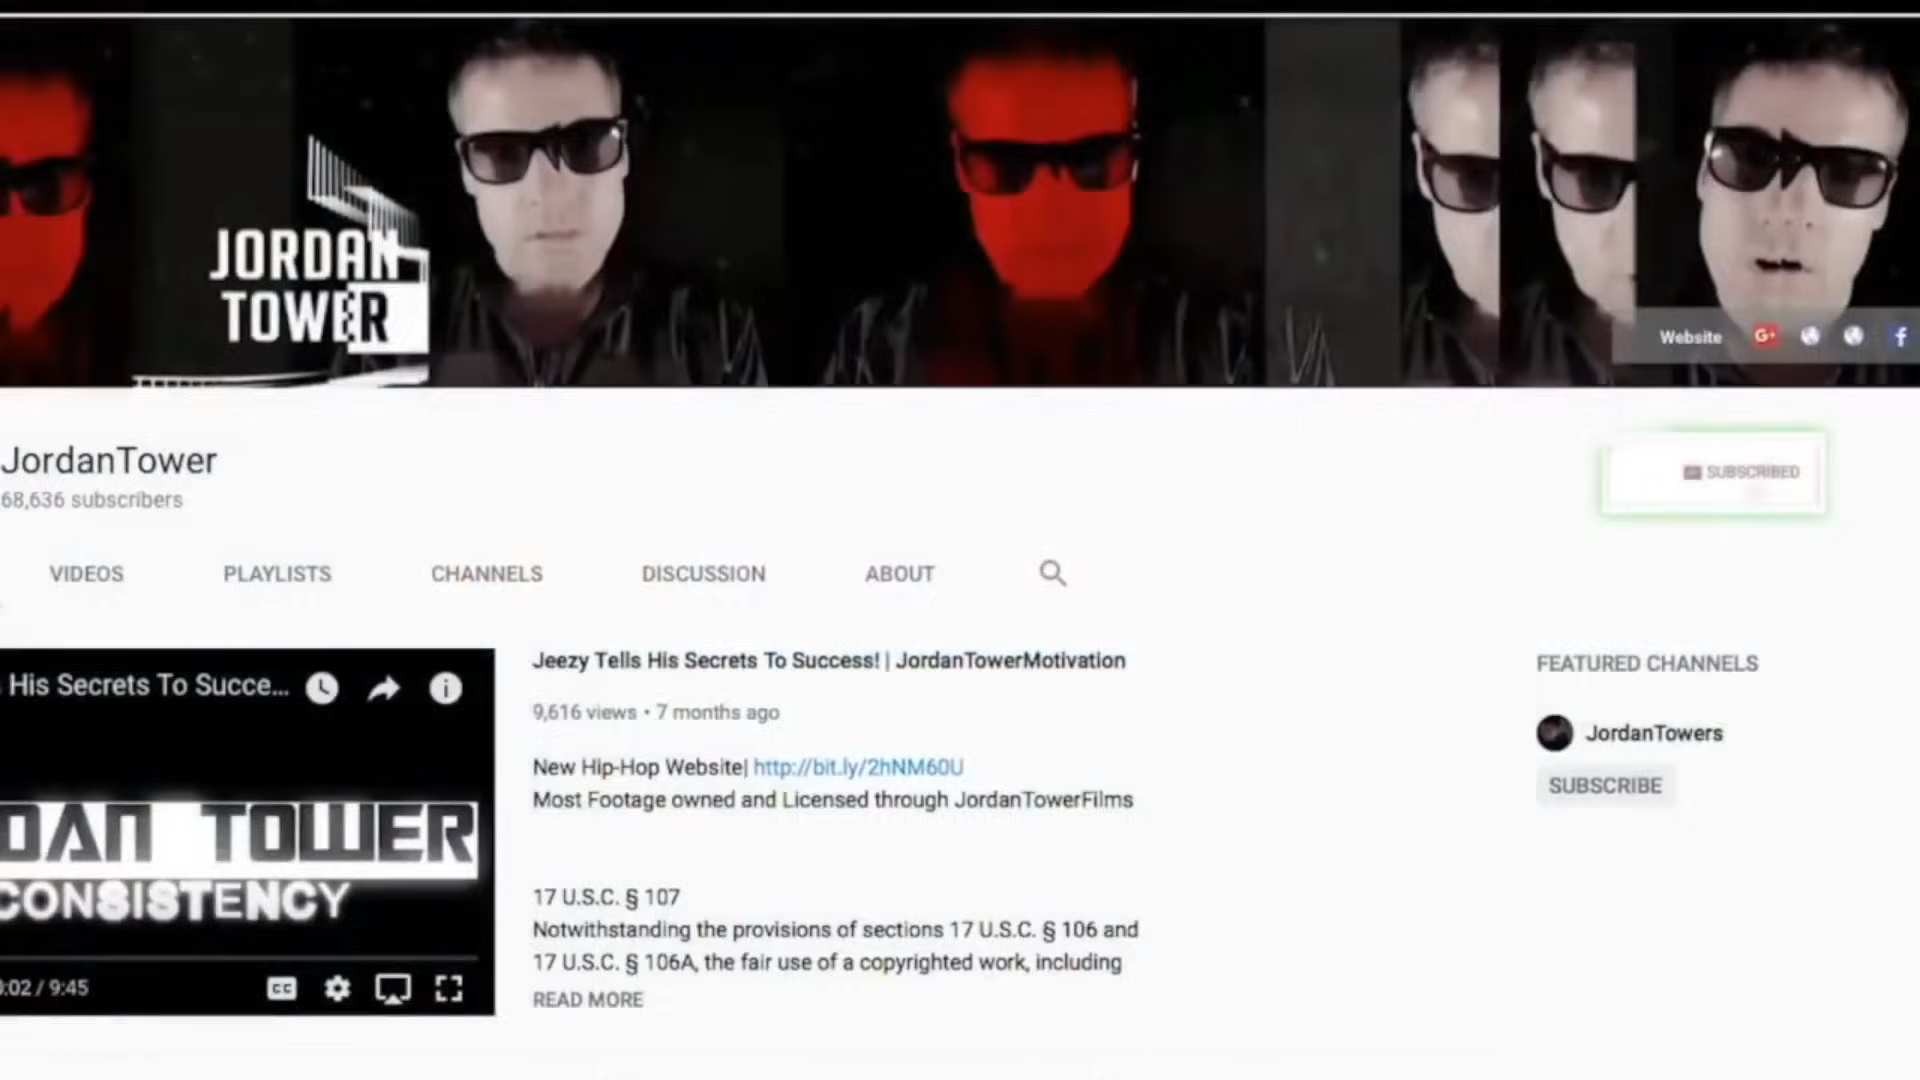 JORDAN
TOWER
Website
G+
f
JordanTower
68,636 subscribers
SUBSCRIBED
VIDEOS
PLAYLISTS
CHANNELS
DISCUSSION
ABOUT
His Secrets To Succe...
DAN TOWER
CONSISTENCY
:02 / 9:45
CC
Jeezy Tells His Secrets To Success! | JordanTowerMotivation
9,616 views • 7 months ago
New Hip-Hop Website| http://bit.ly/2hNM60U
Most Footage owned and Licensed through JordanTowerFilms
17 U.S.C. § 107
Notwithstanding the provisions of sections 17 U.S.C. § 106 and
17 U.S.C. § 106A, the fair use of a copyrighted work, including
READ MORE
FEATURED CHANNELS
JordanTowers
SUBSCRIBE